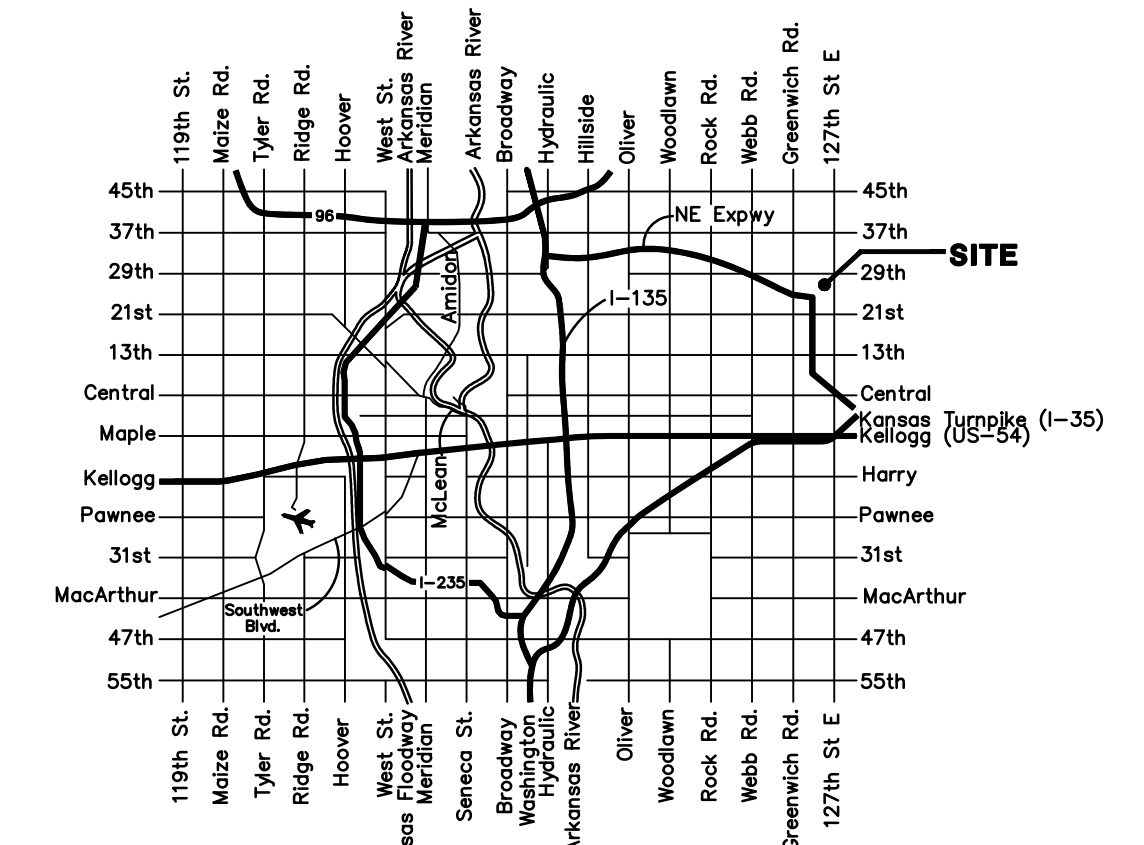 119th St.
Maize Rd.
Tyler Rd.
Ridge Rd.
Hoover
West St.
Arkansas River
Meridian
Arkansas River
Broadway
Hydraulic
Hillside
Oliver
Woodlawn
Rock Rd.
Webb Rd.
Greenwich Rd.
127th St E
45th
45th
96
NE Expwy
37th
37th
SITE
29th
29th
Amidon
I-135
21st
21st
13th
13th
Central
Central
Kansas Turnpike (I-35)
Maple
Kellogg (US-54)
Kellogg
Harry
McLean
Pawnee
Pawnee
31st
31st
I-235
MacArthur
MacArthur
Southwest
Blvd.
47th
47th
55th
55th
119th St.
Maize Rd.
Tyler Rd.
Ridge Rd.
Hoover
West St.
sas Floodway
Meridian
Seneca St.
Broadway
Washington
Hydraulic
Arkansas River
Oliver
Woodlawn
Rock Rd.
Webb Rd.
Greenwich Rd.
127th St E